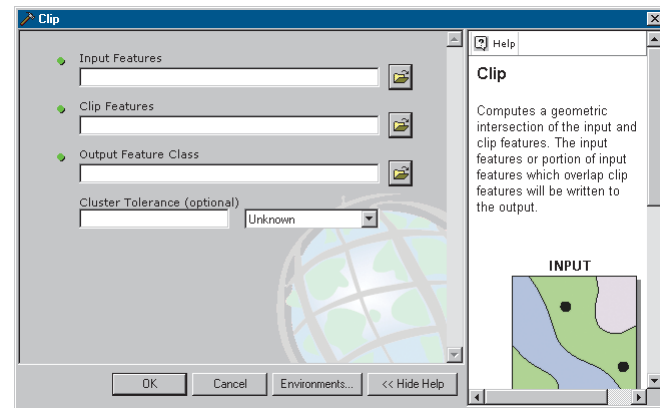 Clip
Input Features
Clip Features
Output Feature Class
Cluster Tolerance (optional)
Unknown
OK
Cancel
Environments...
<< Hide Help
Help
Clip
Computes a geometric
intersection of the input and
clip features. The input
features or portion of input
features which overlap clip
features will be written to
the output.
INPUT